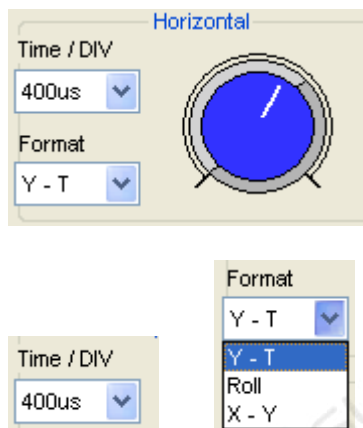 Horizontal
Time / DIV
400us
Format
Y - T
Format
Y - T
Y - T
Roll
X - Y
Time / DIV
400us